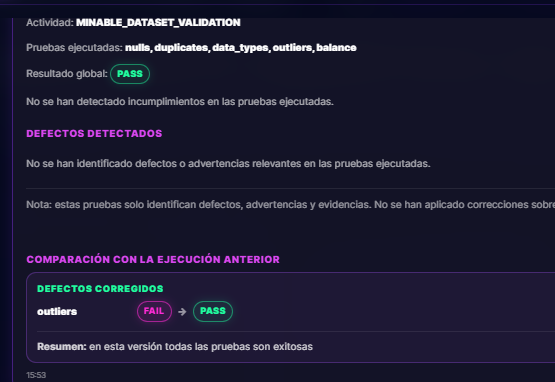 Actividad: MINABLE_DATASET_VALIDATION
Pruebas ejecutadas: nulls, duplicates, data_types, outliers, balance
Resultado global: PASS
No se han detectado incumplimientos en las pruebas ejecutadas.
DEFECTOS DETECTADOS
No se han identificado defectos o advertencias relevantes en las pruebas ejecutadas.
Nota: estas pruebas solo identifican defectos, advertencias y evidencias. No se han aplicado correcciones sobre
COMPARACIÓN CON LA EJECUCIÓN ANTERIOR
DEFECTOS CORREGIDOS
outliers FAIL → PASS
Resumen: en esta versión todas las pruebas son exitosas
15:53